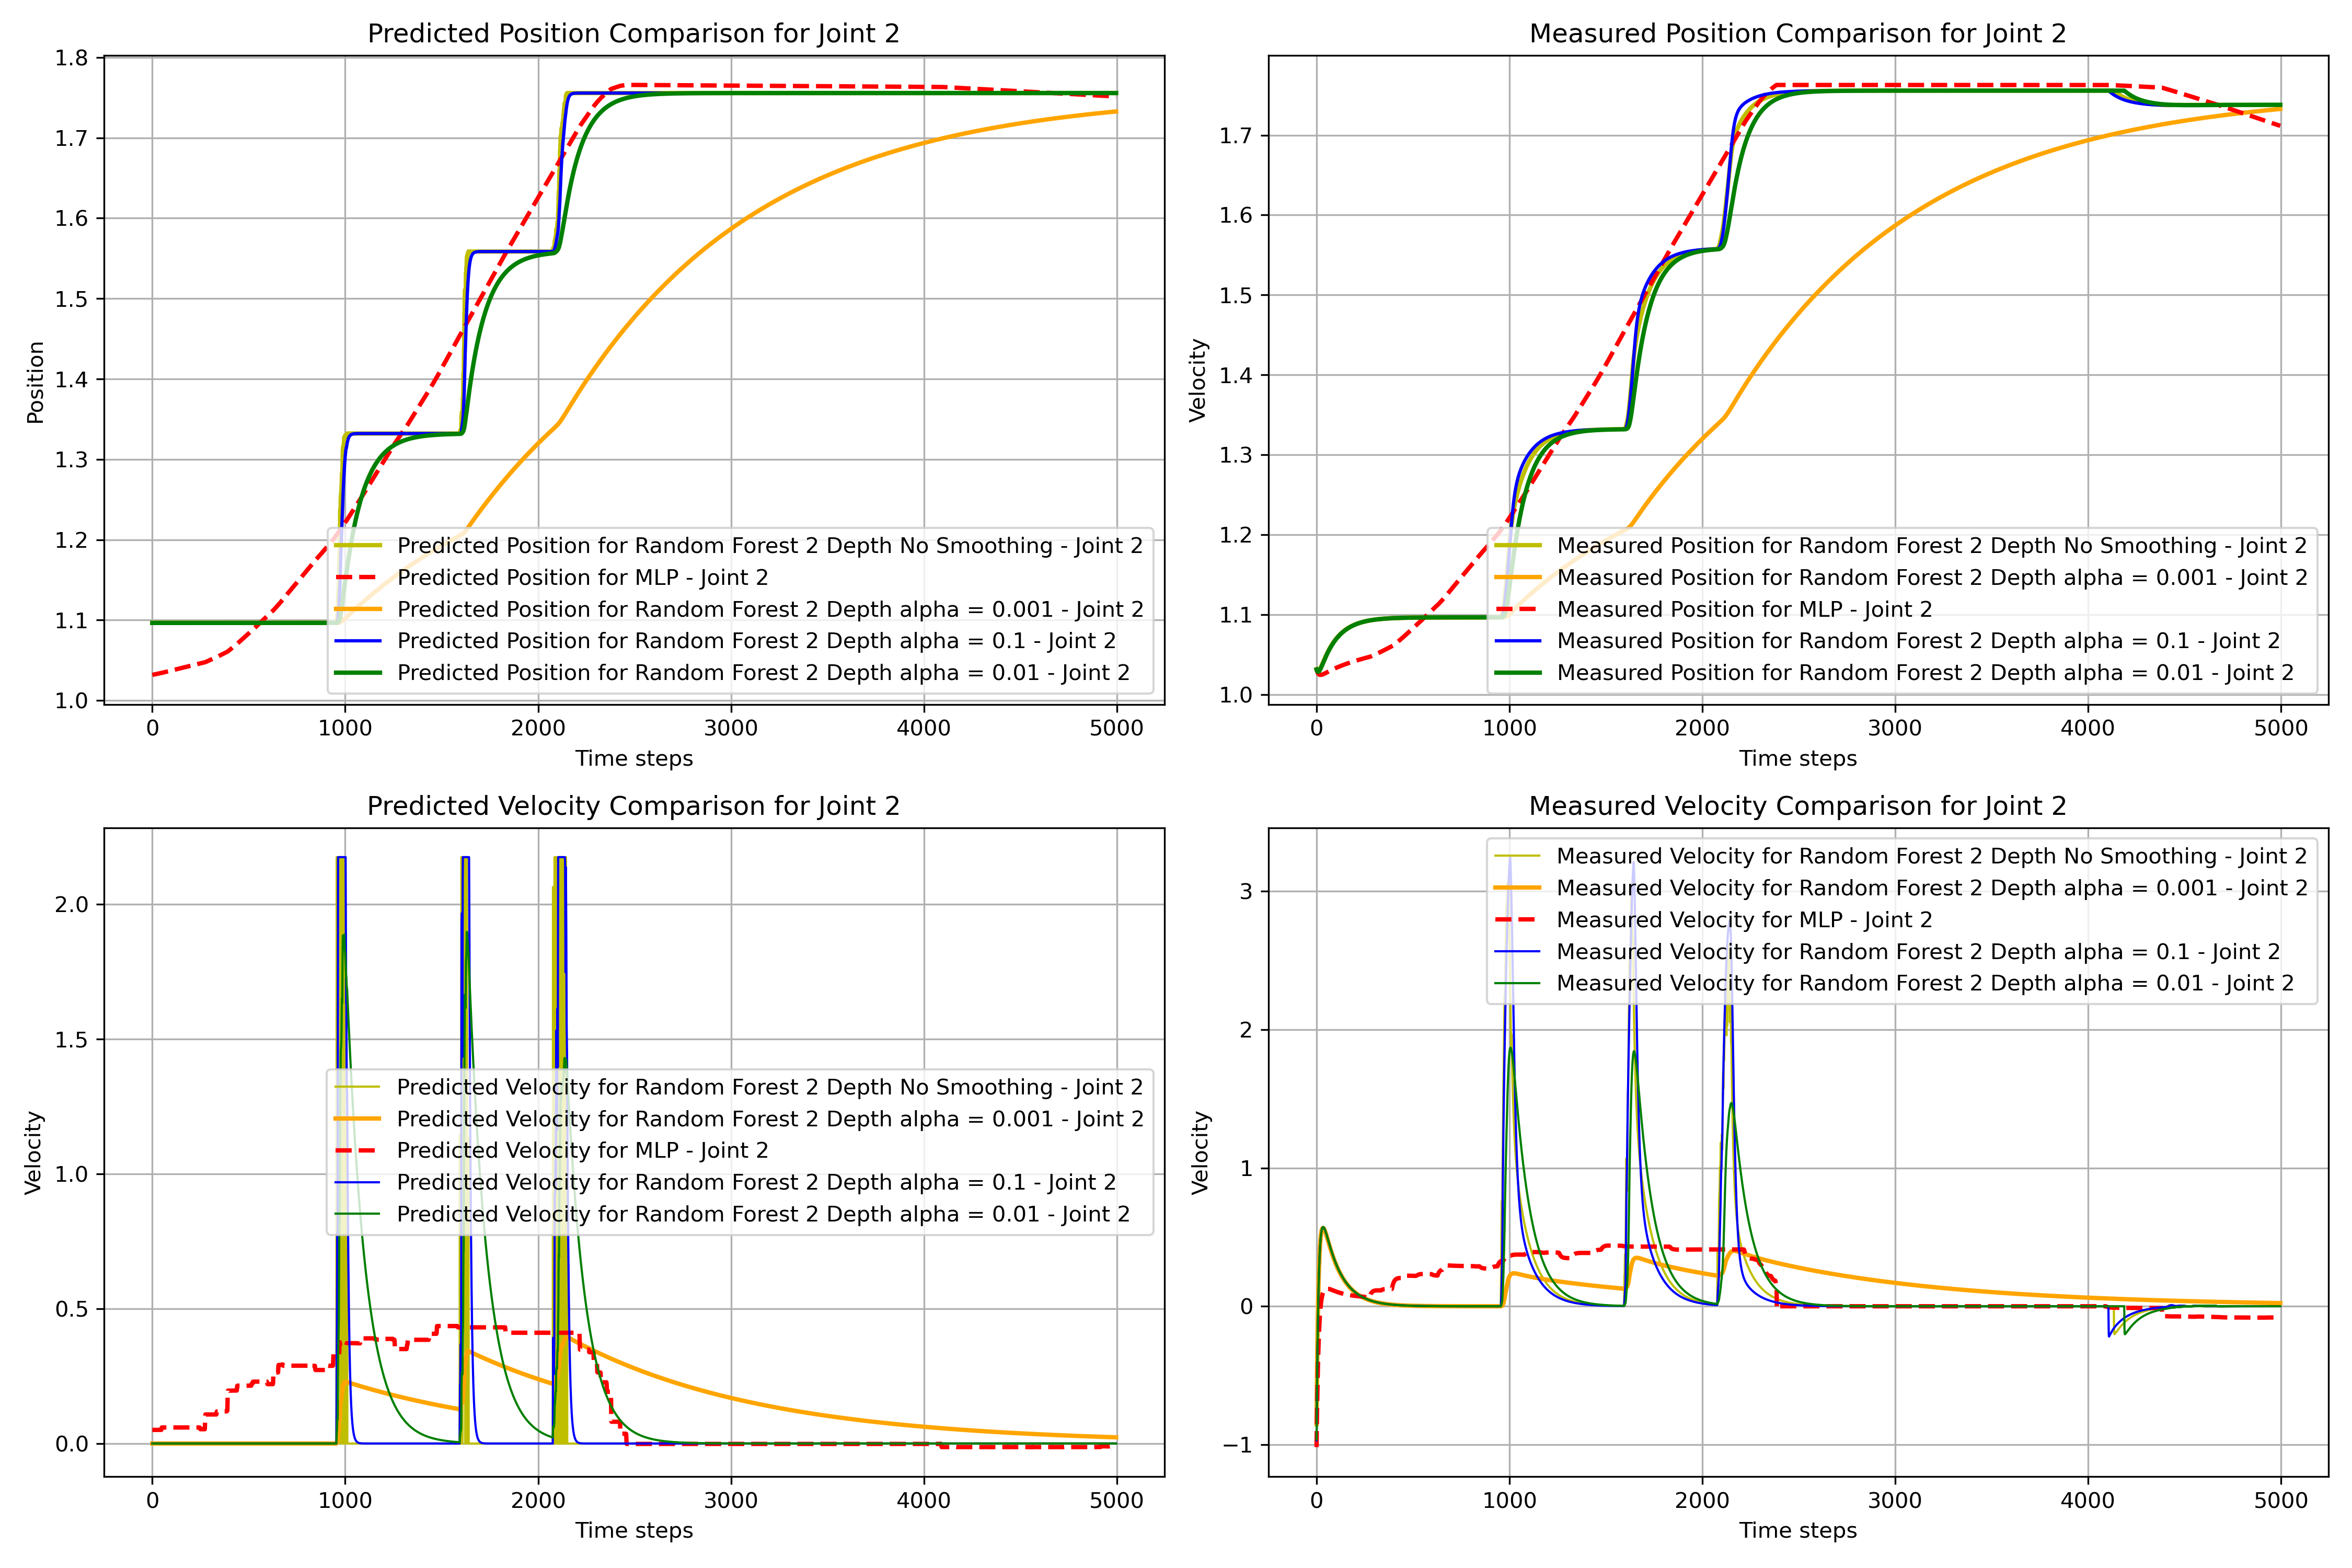 Predicted Position Comparison for Joint 2
1.8
1.7
1.6
1.5
1.4
1.3
1.2
1.1
1.0
Position
Predicted Position for Random Forest 2 Depth No Smoothing - Joint 2
Predicted Position for MLP - Joint 2
Predicted Position for Random Forest 2 Depth alpha = 0.001 - Joint 2
Predicted Position for Random Forest 2 Depth alpha = 0.1 - Joint 2
Predicted Position for Random Forest 2 Depth alpha = 0.01 - Joint 2
0 1000 2000 3000 4000 5000
Time steps
Measured Position Comparison for Joint 2
1.7
1.6
1.5
1.4
1.3
1.2
1.1
1.0
Velocity
Measured Position for Random Forest 2 Depth No Smoothing - Joint 2
Measured Position for Random Forest 2 Depth alpha = 0.001 - Joint 2
Measured Position for MLP - Joint 2
Measured Position for Random Forest 2 Depth alpha = 0.1 - Joint 2
Measured Position for Random Forest 2 Depth alpha = 0.01 - Joint 2
0 1000 2000 3000 4000 5000
Time steps
Predicted Velocity Comparison for Joint 2
2.0
1.5
1.0
0.5
0.0
Velocity
Predicted Velocity for Random Forest 2 Depth No Smoothing - Joint 2
Predicted Velocity for Random Forest 2 Depth alpha = 0.001 - Joint 2
Predicted Velocity for MLP - Joint 2
Predicted Velocity for Random Forest 2 Depth alpha = 0.1 - Joint 2
Predicted Velocity for Random Forest 2 Depth alpha = 0.01 - Joint 2
0 1000 2000 3000 4000 5000
Time steps
Measured Velocity Comparison for Joint 2
3
2
1
0
−1
Velocity
Measured Velocity for Random Forest 2 Depth No Smoothing - Joint 2
Measured Velocity for Random Forest 2 Depth alpha = 0.001 - Joint 2
Measured Velocity for MLP - Joint 2
Measured Velocity for Random Forest 2 Depth alpha = 0.1 - Joint 2
Measured Velocity for Random Forest 2 Depth alpha = 0.01 - Joint 2
0 1000 2000 3000 4000 5000
Time steps